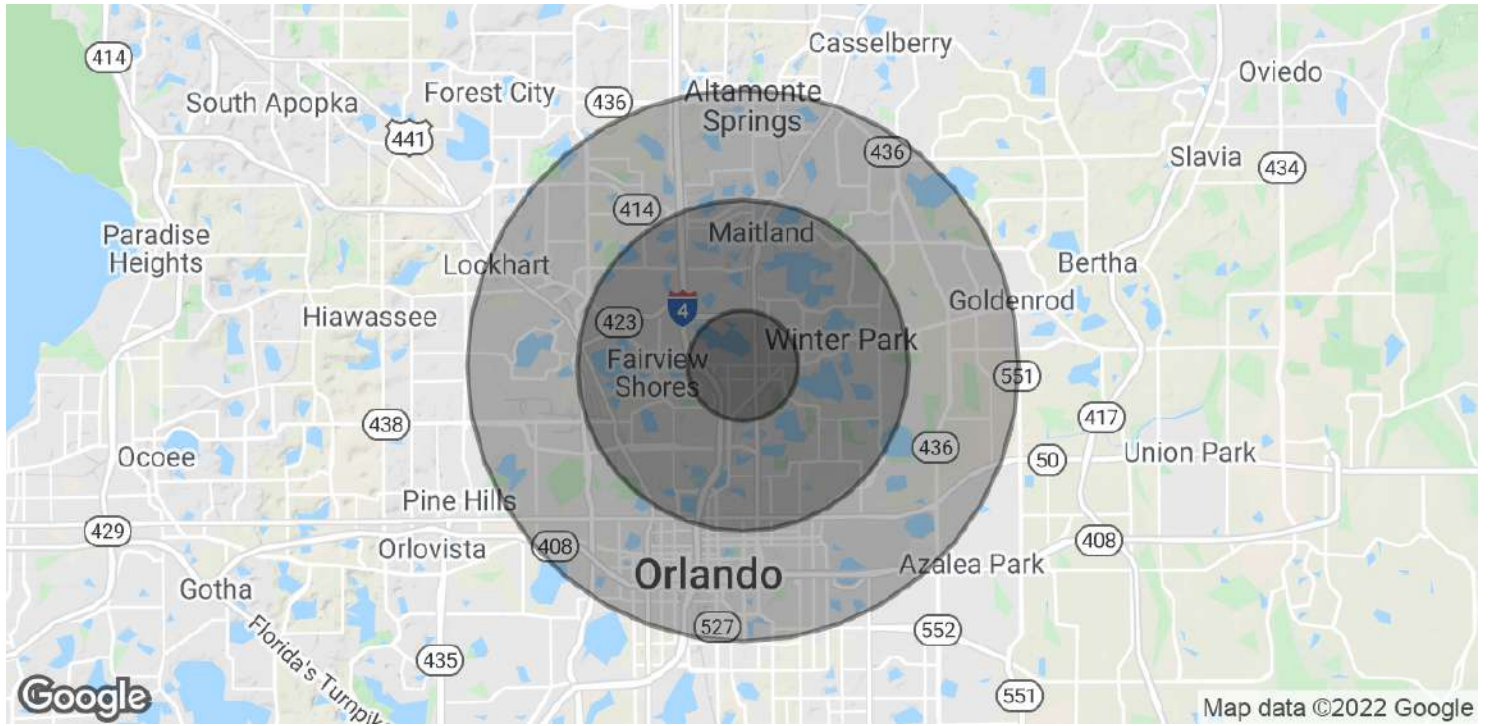 Casselberry
414
Oviedo
Forest City
Altamonte
Springs
South Apopka
436
441
436
Slavia
434
414
Paradise
Heights
Maitland
Lockhart
Bertha
Goldenrod
Hiawassee
4
423
Winter Park
Fairview
Shores
551
438
417
436
Ocoee
50
Union Park
Pine Hills
429
Orlovista
408
408
Orlando
Azalea Park
Gotha
527
552
Florida's Turnpike
435
551
Google
Map data ©2022 Google